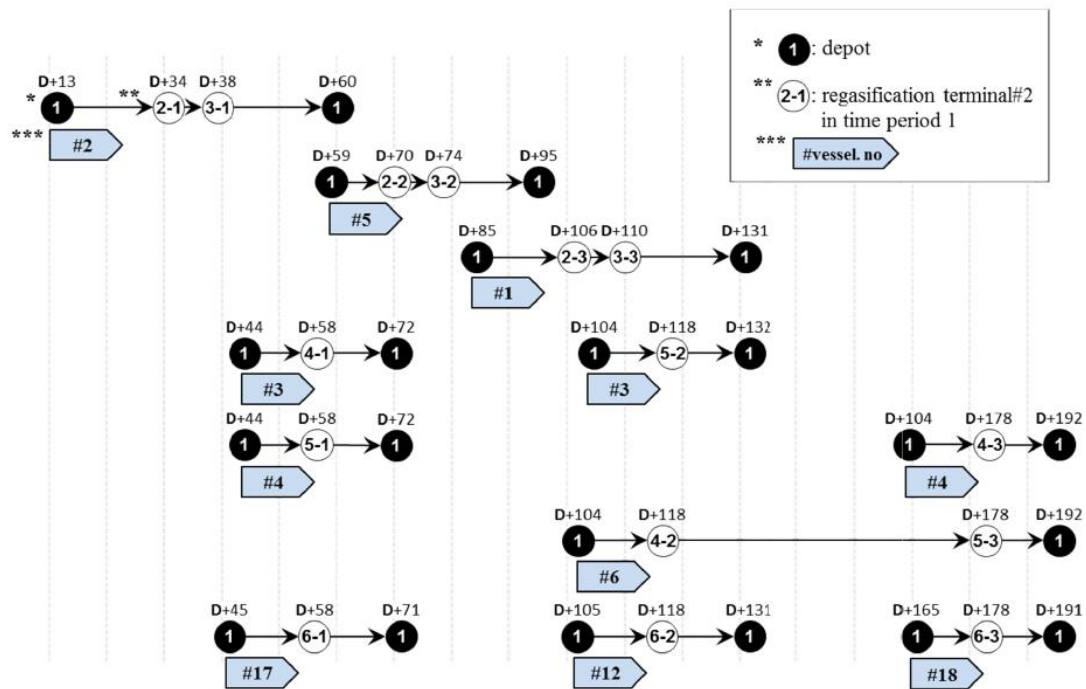 * 1 : depot
** 2-1 : regasification terminal#2
in time period 1
*** #vessel. no
D+13 D+34 D+38 D+60
* 1 ** 2-1 3-1 1
*** #2
D+59 D+70 D+74 D+95
1 2-2 3-2 1
#5
D+85 D+106 D+110 D+131
1 2-3 3-3 1
#1
D+44 D+58 D+72 D+104 D+118 D+132
1 4-1 1 1 5-2 1
#3 #3
D+44 D+58 D+72 D+104 D+178 D+192
1 5-1 1 1 4-3 1
#4 #4
D+104 D+118 D+178 D+192
1 4-2 5-3 1
#6
D+45 D+58 D+71 D+105 D+118 D+131 D+165 D+178 D+191
1 6-1 1 1 6-2 1 1 6-3 1
#17 #12 #18